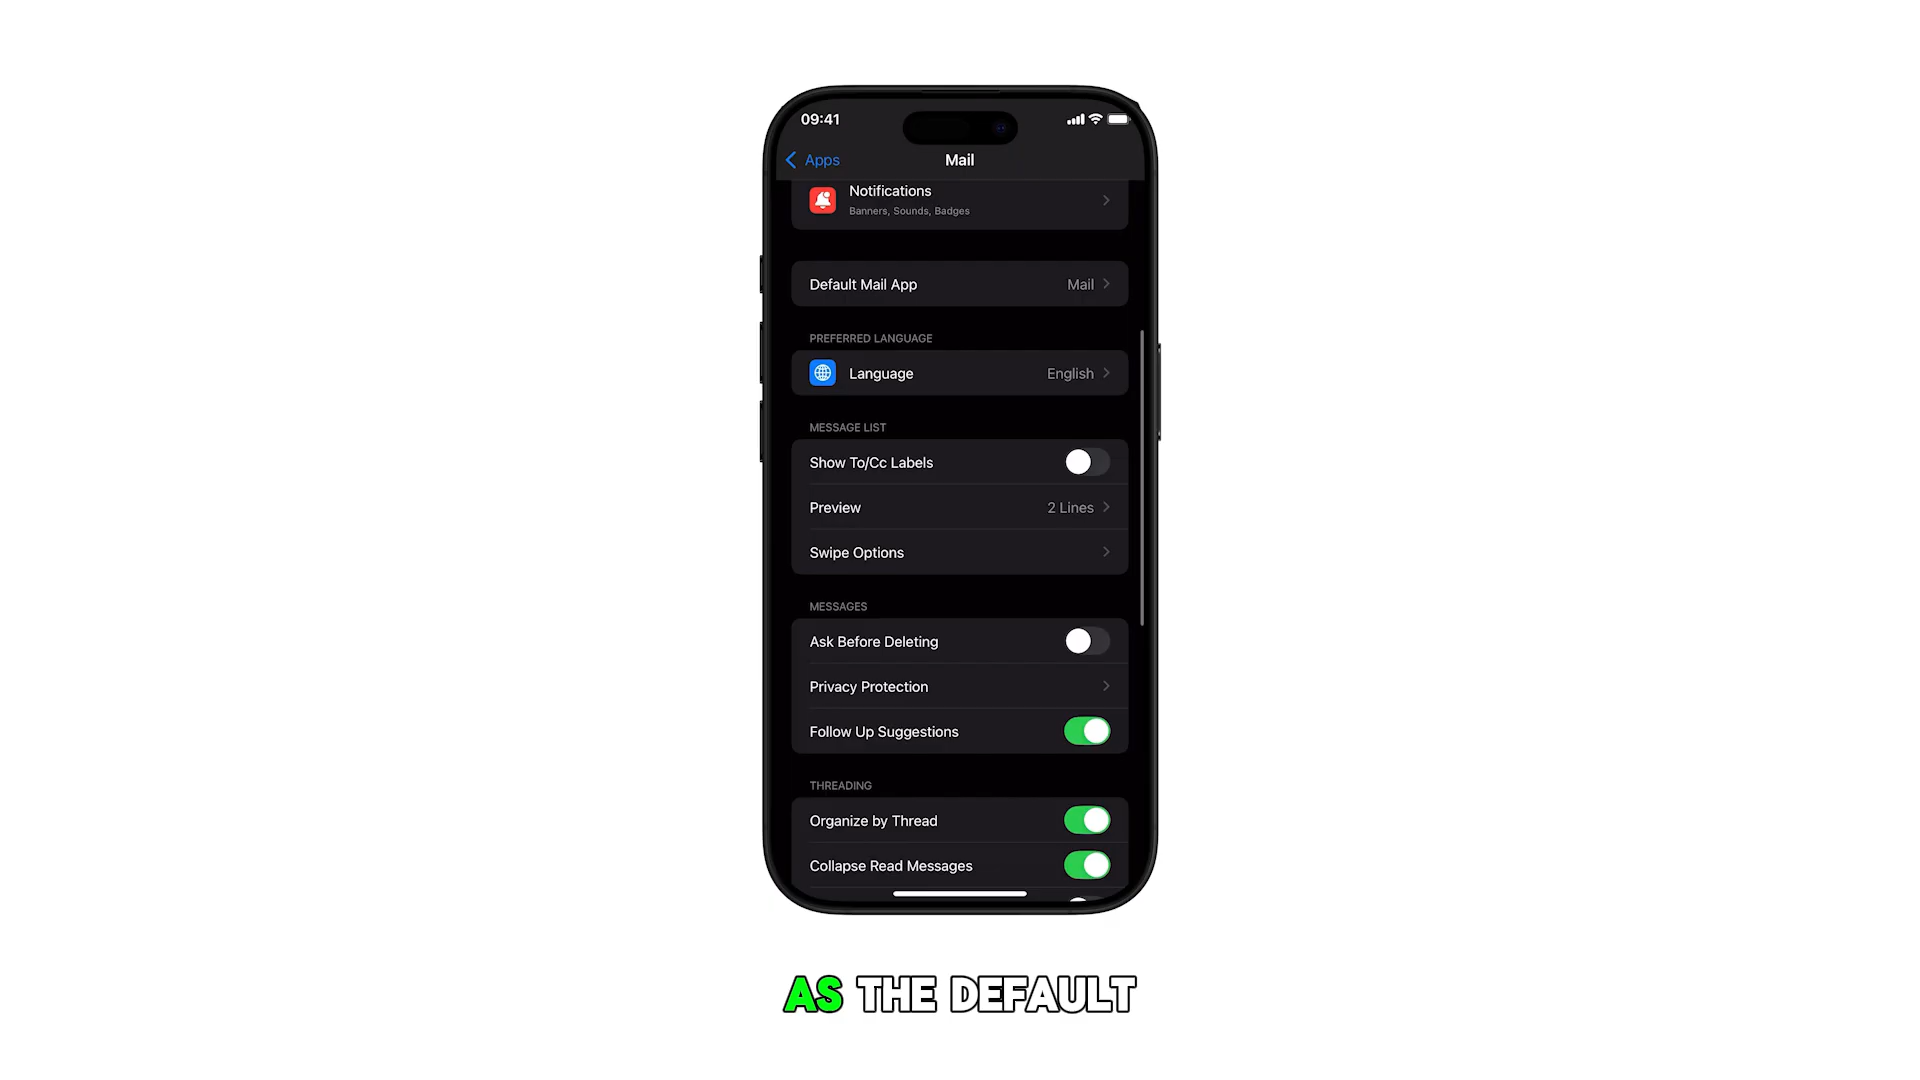 09:41
Apps
Mail
Notifications
Banners, Sounds, Badges
Default Mail App Mail
PREFERRED LANGUAGE
Language English
MESSAGE LIST
Show To/Cc Labels
Preview 2 Lines
Swipe Options
MESSAGES
Ask Before Deleting
Privacy Protection
Follow Up Suggestions
THREADING
Organize by Thread
Collapse Read Messages
AS THE DEFAULT